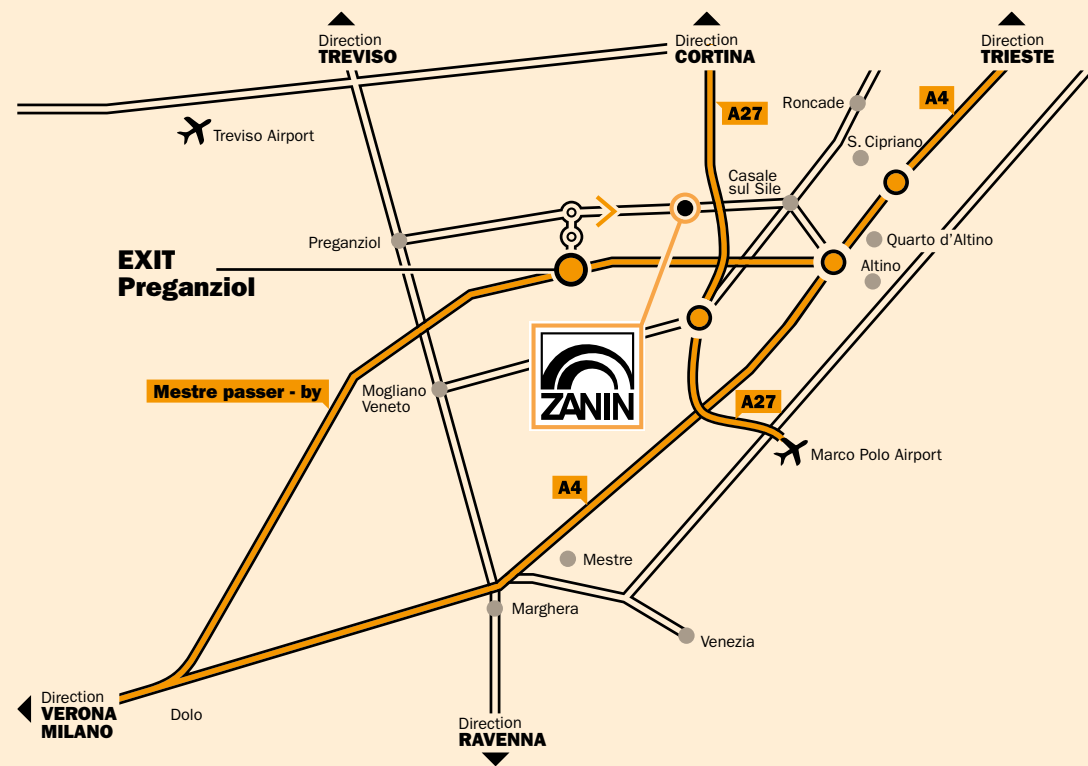 Direction
TREVISO
Direction
CORTINA
Direction
TRIESTE
A27
A4
Roncade
Treviso Airport
S. Cipriano
Casale
sul Sile
Preganziol
Quarto d'Altino
EXIT
Preganziol
Altino
ZANIN
Mestre passer - by
Mogliano
Veneto
A27
Marco Polo Airport
A4
Mestre
Marghera
Venezia
Direction
VERONA
MILANO
Dolo
Direction
RAVENNA